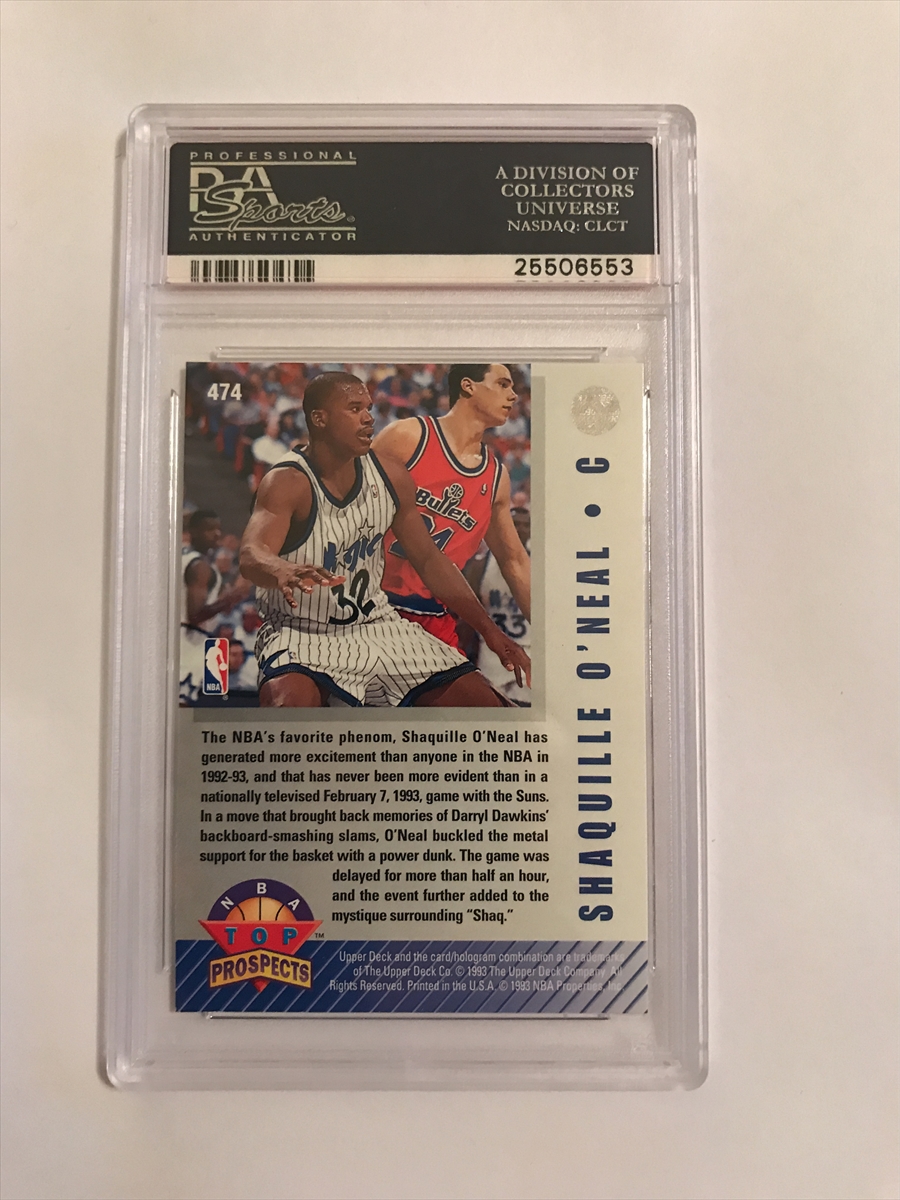 PROFESSIONAL
PSA
Sports®
AUTHENTICATOR
A DIVISION OF
COLLECTORS
UNIVERSE
NASDAQ: CLCT
25506553
474
Bullets
24
Magic
32
33
NBA
SHAQUILLE O'NEAL • C
The NBA's favorite phenom, Shaquille O'Neal has
generated more excitement than anyone in the NBA in
1992-93, and that has never been more evident than in a
nationally televised February 7, 1993, game with the Suns.
In a move that brought back memories of Darryl Dawkins'
backboard-smashing slams, O'Neal buckled the metal
support for the basket with a power dunk. The game was
delayed for more than half an hour,
and the event further added to the
mystique surrounding "Shaq."
NBA
TOP ™
PROSPECTS
Upper Deck and the card/hologram combination are trademarks
of The Upper Deck Co. © 1993 The Upper Deck Company. All
Rights Reserved. Printed in the U.S.A. © 1993 NBA Properties, Inc.